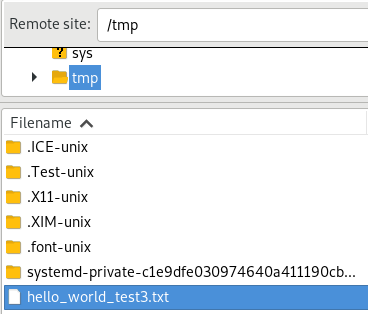 Remote site: /tmp
? sys
tmp
Filename
.ICE-unix
.Test-unix
.X11-unix
.XIM-unix
.font-unix
systemd-private-c1e9dfe030974640a411190cb...
hello_world_test3.txt